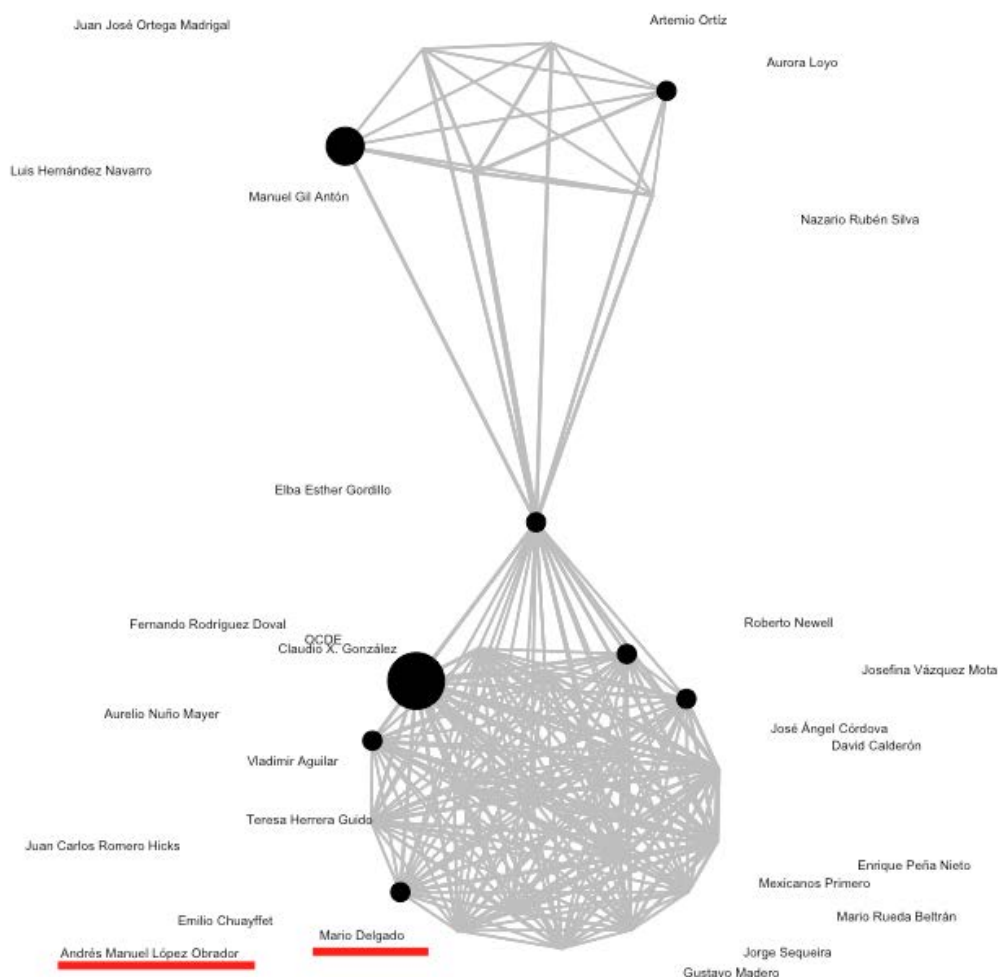 Artemio Ortíz
Juan José Ortega Madrigal
Aurora Loyo
Luis Hernández Navarro
Manuel Gil Antón
Nazario Rubén Silva
Elba Esther Gordillo
Fernando Rodríguez Doval
Roberto Newell
OCDE
Claudio X. González
Josefina Vázquez Mota
Aurelio Nuño Mayer
José Ángel Córdova
David Calderón
Vladimir Aguilar
Teresa Herrera Guido
Juan Carlos Romero Hicks
Enrique Peña Nieto
Mexicanos Primero
Mario Rueda Beltrán
Emilio Chuayffet
Mario Delgado
Andrés Manuel López Obrador
Jorge Sequeira
Gustavo Madero